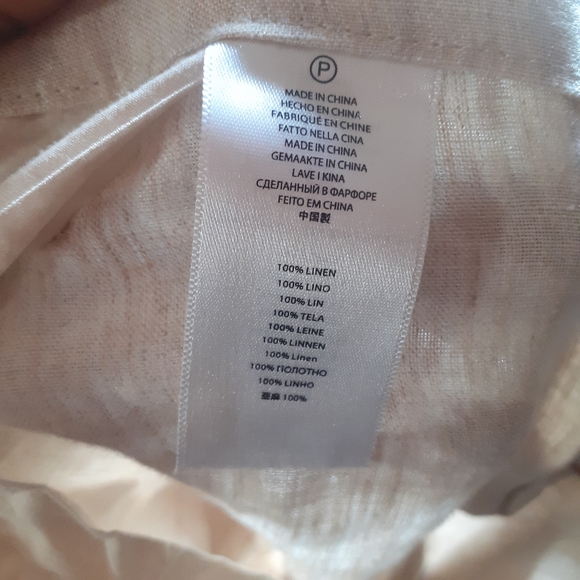 P
MADE IN CHINA
HECHO EN CHINA
FABRIQUÉ EN CHINE
FATTO NELLA CINA
MADE IN CHINA
GEMAAKTE IN CHINA
LAVE I KINA
СДЕЛАННЫЙ В ФАРФОРЕ
FEITO EM CHINA
中国製
100% LINEN
100% LINO
100% LIN
100% TELA
100% LEINE
100% LINNEN
100% Linen
100% ПОЛОТНО
100% LINHO
亜麻 100%